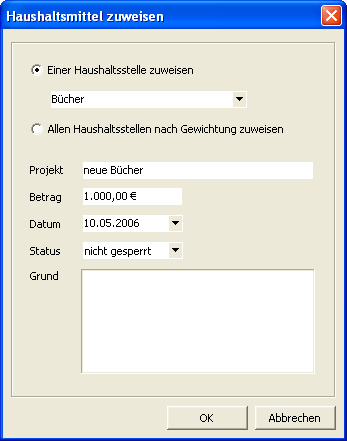 Haushaltsmittel zuweisen
Einer Haushaltsstelle zuweisen
Bücher
Allen Haushaltsstellen nach Gewichtung zuweisen
Projekt neue Bücher
Betrag 1.000,00 €
Datum 10.05.2006
Status nicht gesperrt
Grund
OK Abbrechen